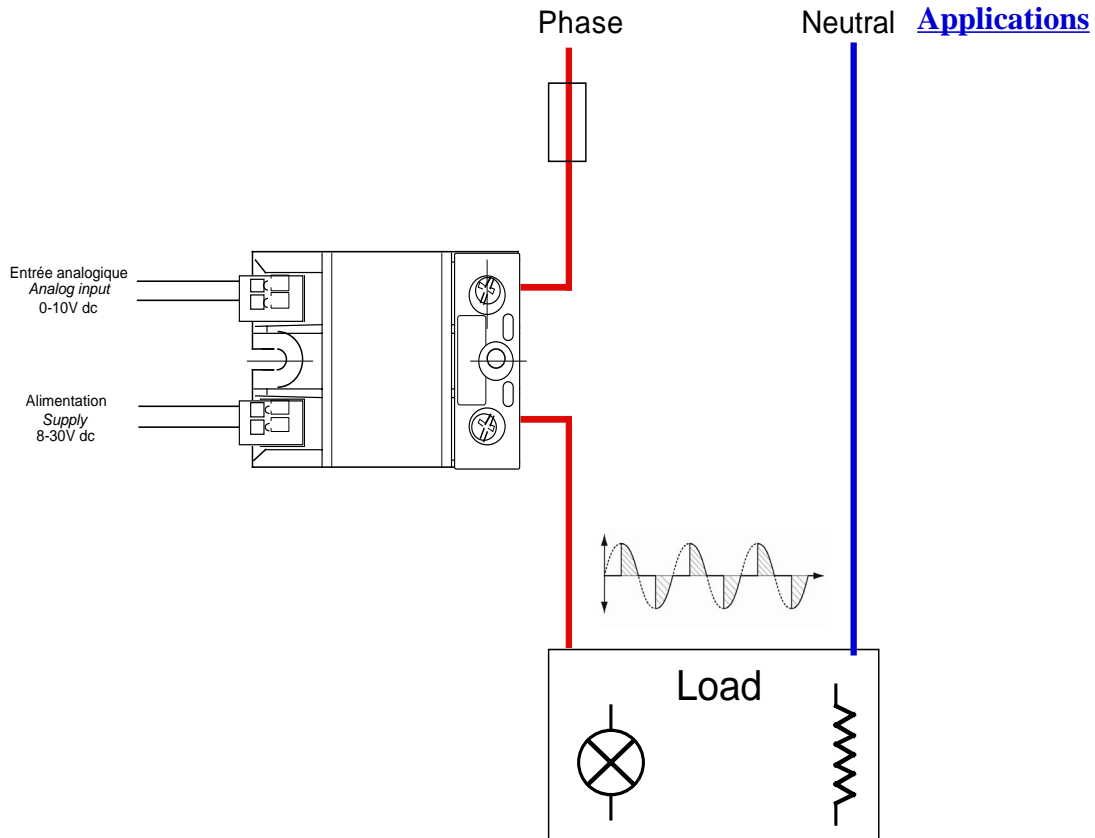 Phase
Neutral
Applications
Entrée analogique
Analog input
0-10V dc
Alimentation
Supply
8-30V dc
Load